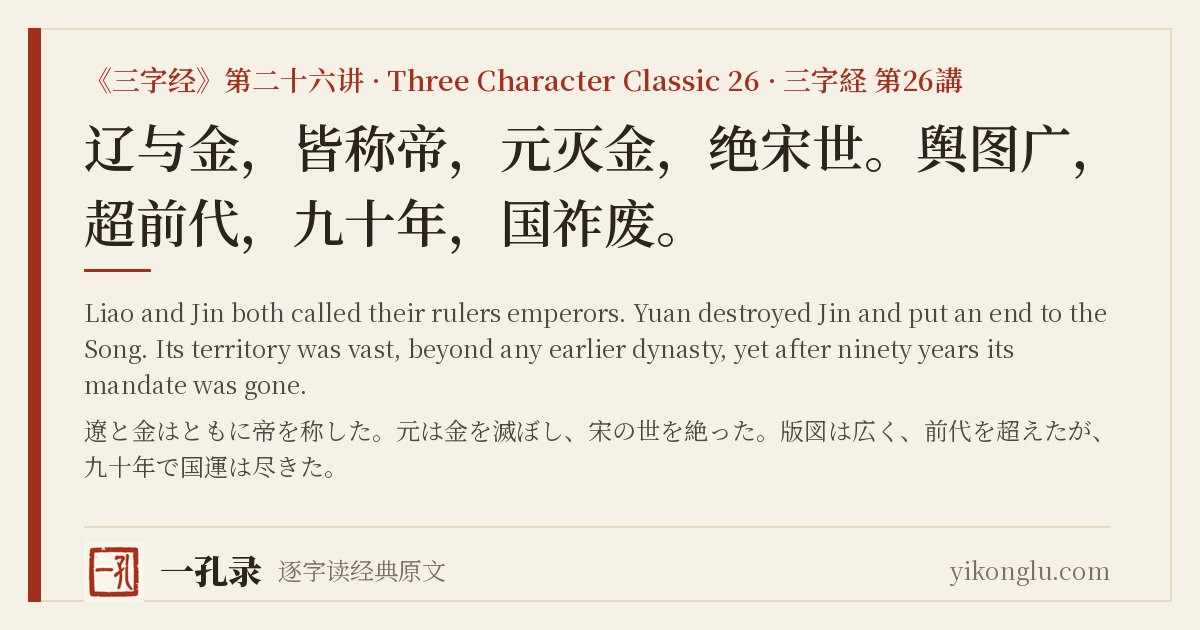 《三字经》第二十六讲 · Three Character Classic 26 · 三字経 第26講
辽与金，皆称帝，元灭金，绝宋世。舆图广，
超前代，九十年，国祚废。
Liao and Jin both called their rulers emperors. Yuan destroyed Jin and put an end to the
Song. Its territory was vast, beyond any earlier dynasty, yet after ninety years its
mandate was gone.
遼と金はともに帝を称した。元は金を滅ぼし、宋の世を絶った。版図は広く、前代を超えたが、
九十年で国運は尽きた。
一孔
一孔录 逐字读经典原文
yikonglu.com